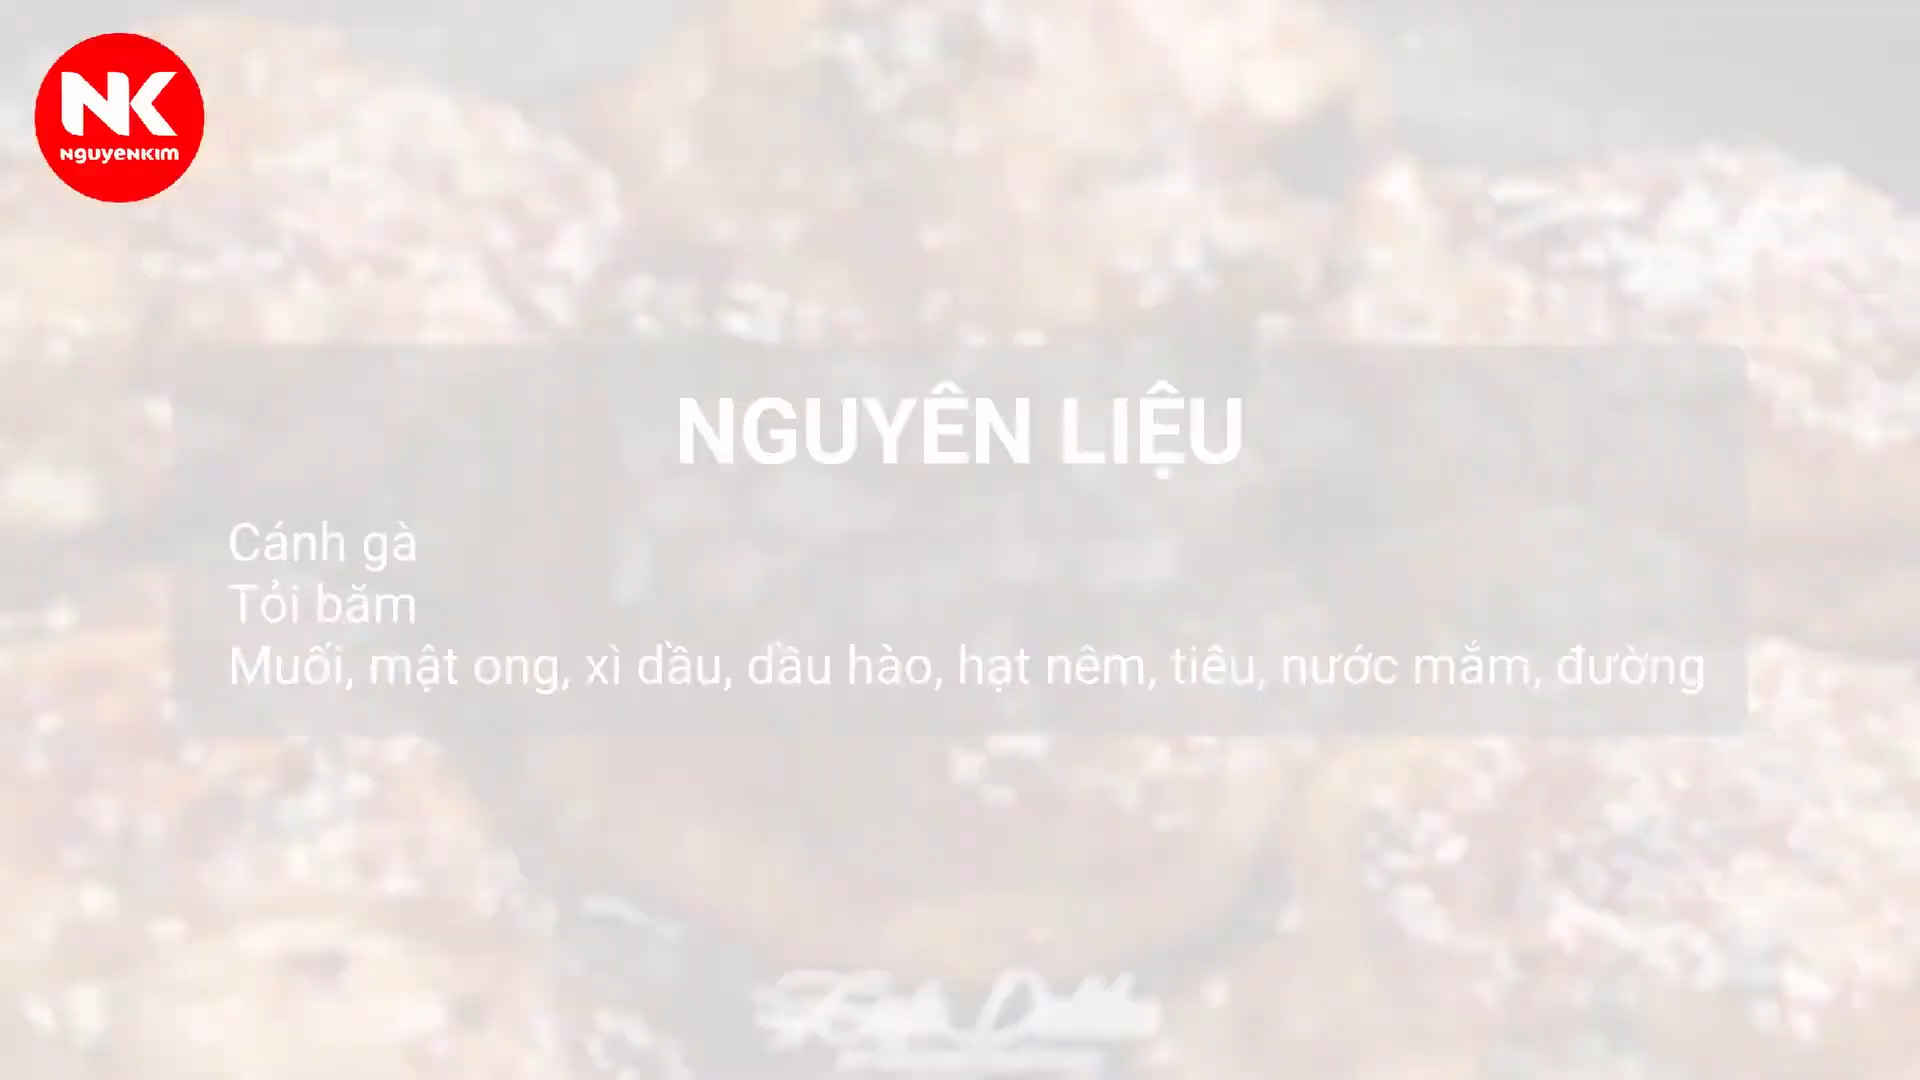 NK
NGUYENKIM
NGUYÊN LIỆU
Cánh gà
Tỏi băm
Muối, mật ong, xì dầu, dầu hào, hạt nêm, tiêu, nước mắm, đường